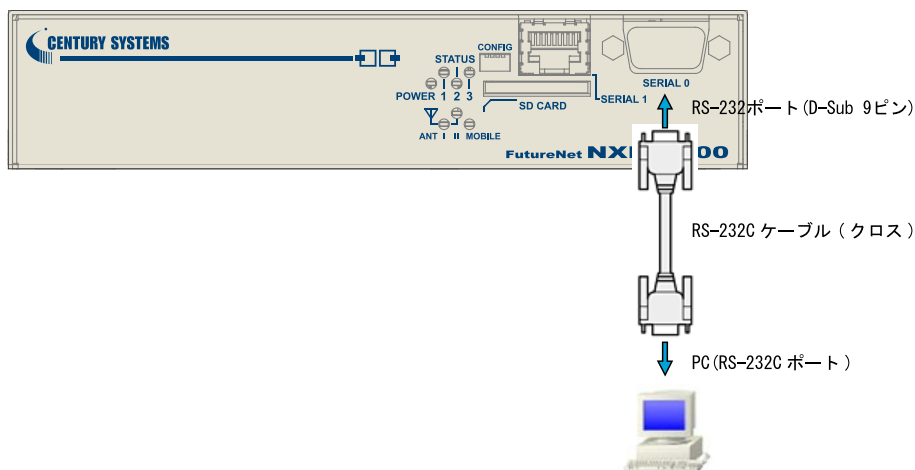 CENTURY SYSTEMS
CONFIG
STATUS
POWER 1 2 3
SD CARD
SERIAL 1
SERIAL 0
ANT I II MOBILE
FutureNet
RS-232ポート(D-Sub 9ピン)
RS-232C ケーブル ( クロス )
PC(RS-232C ポート )